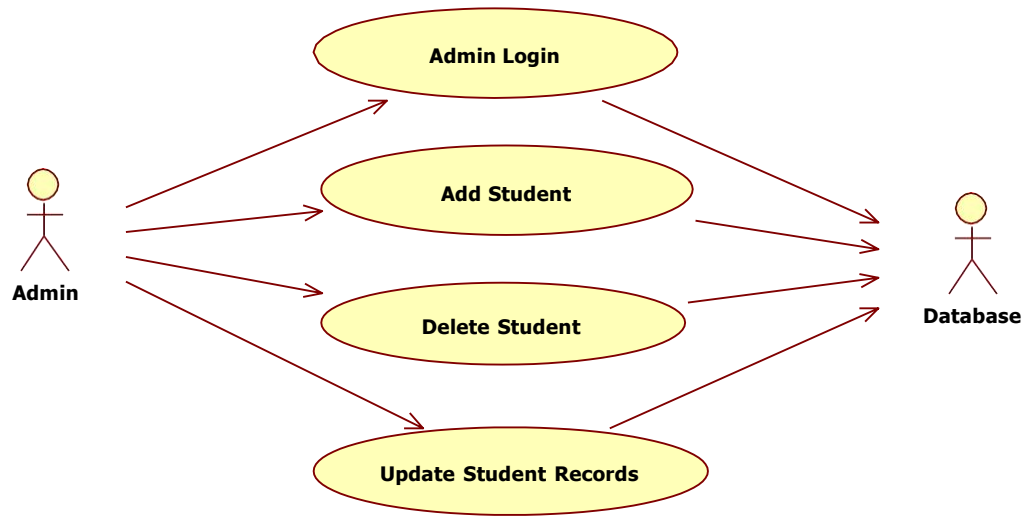 Admin Login
Add Student
Admin
Database
Delete Student
Update Student Records